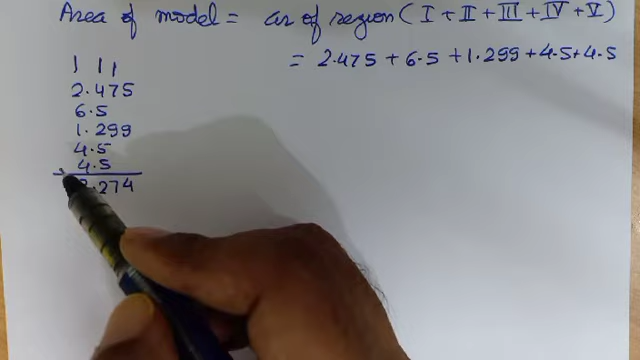 Area of model = ar of region (I + II + III + IV + V)
= 2.475 + 6.5 + 1.299 + 4.5 + 4.5
1 1 1
2.475
6.5
1.299
4.5
4.5
.274